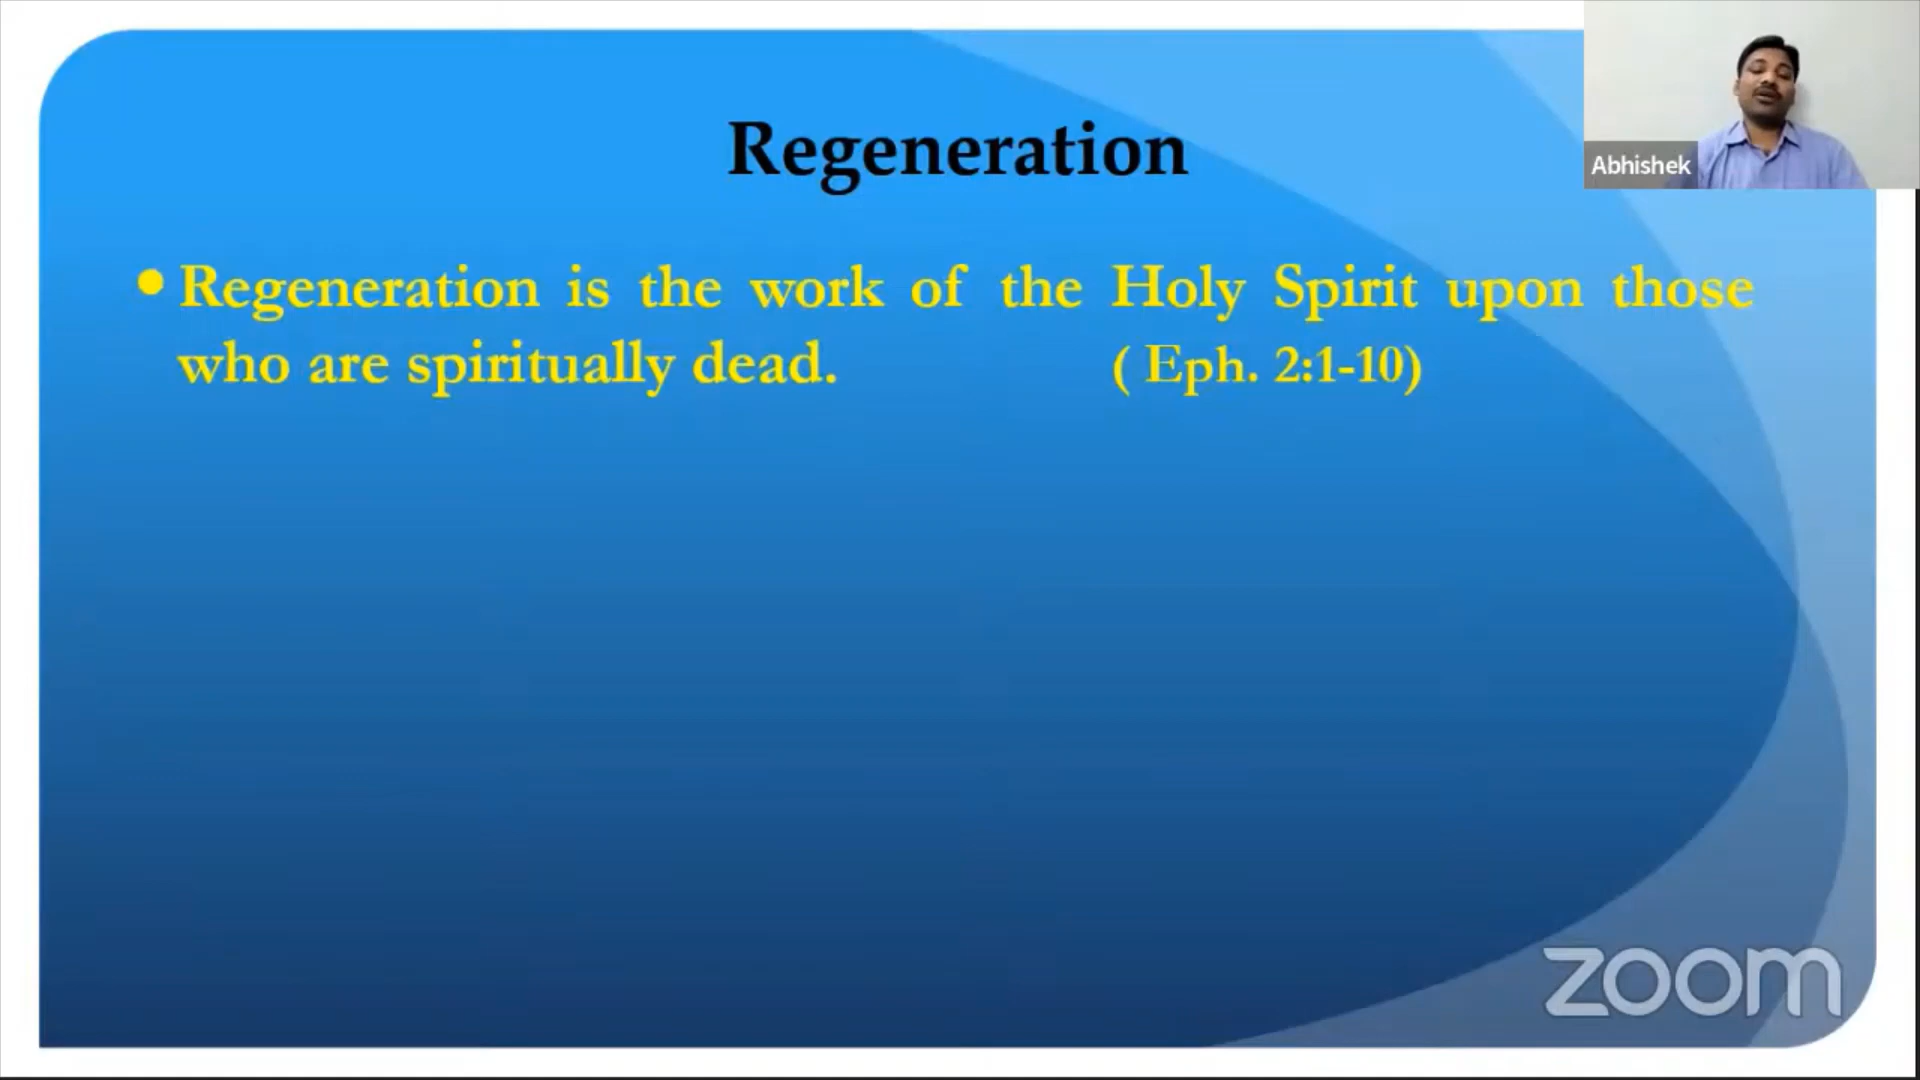 Regeneration
Abhishek
• Regeneration is the work of the Holy Spirit upon those
who are spiritually dead. ( Eph. 2:1-10)
zoom